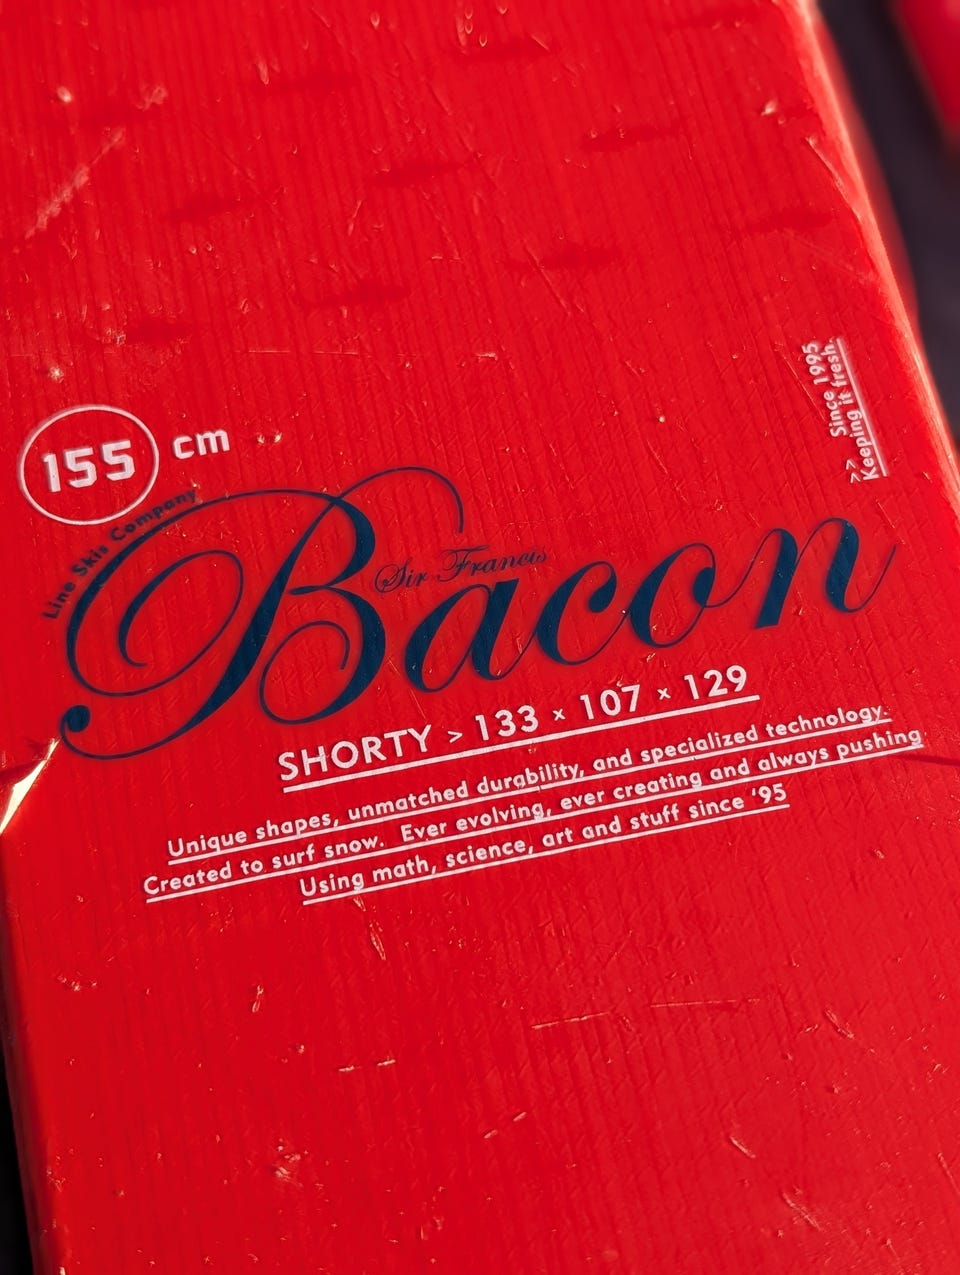 Since 1995
>> Keeping it fresh.
155 cm
Line Skis Company
Sir Francis
Bacon
SHORTY > 133 × 107 × 129
Unique shapes, unmatched durability, and specialized technology.
Created to surf snow. Ever evolving, ever creating and always pushing
Using math, science, art and stuff since ‘95